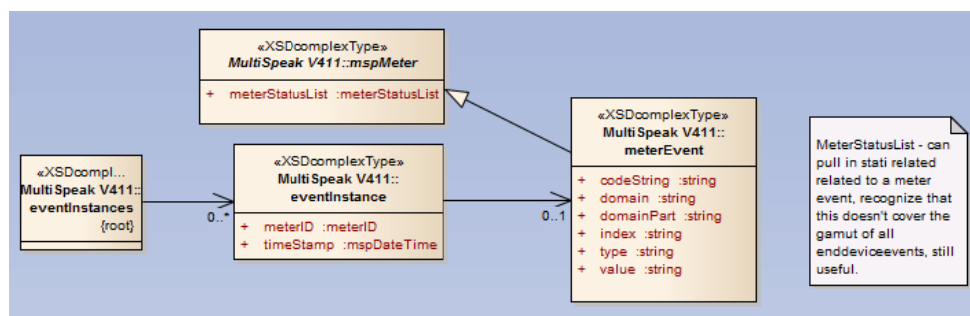 «XSDcomplexType»
MultiSpeak V411::mspMeter
+ meterStatusList :meterStatusList
«XSDcompl...
MultiSpeak V411::
eventInstances
{root}
0..*
«XSDcomplexType»
MultiSpeak V411::
eventInstance
+ meterID :meterID
+ timeStamp :mspDateTime
0..1
«XSDcomplexType»
MultiSpeak V411::
meterEvent
+ codeString :string
+ domain :string
+ domainPart :string
+ index :string
+ type :string
+ value :string
MeterStatusList - can
pull in stati related
related to a meter
event, recognize that
this doesn't cover the
gamut of all
enddeviceevents, still
useful.